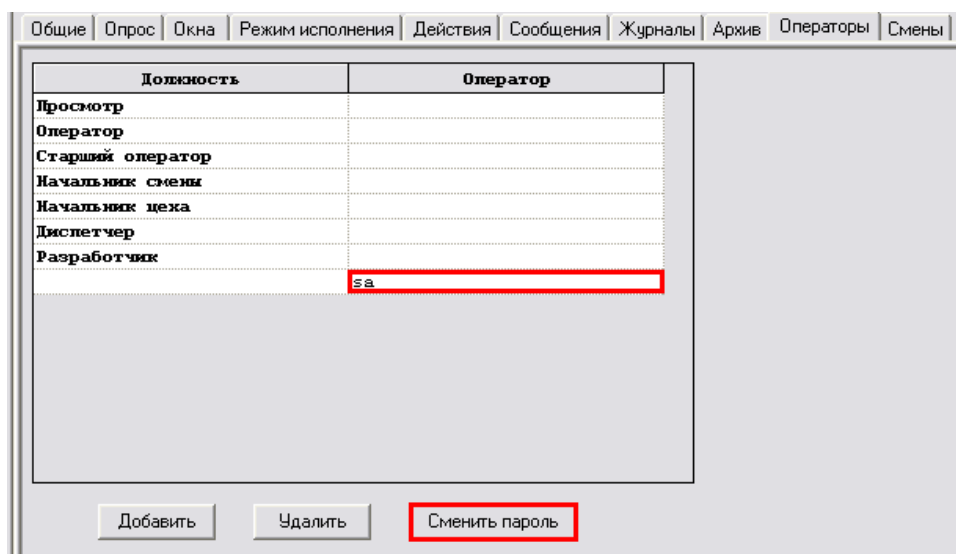 Общие Опрос Окна Режим исполнения Действия Сообщения Журналы Архив Операторы Смены
Должность Оператор
Просмотр
Оператор
Старший оператор
Начальник смены
Начальник цеха
Диспетчер
Разработчик
sa
Добавить Удалить Сменить пароль